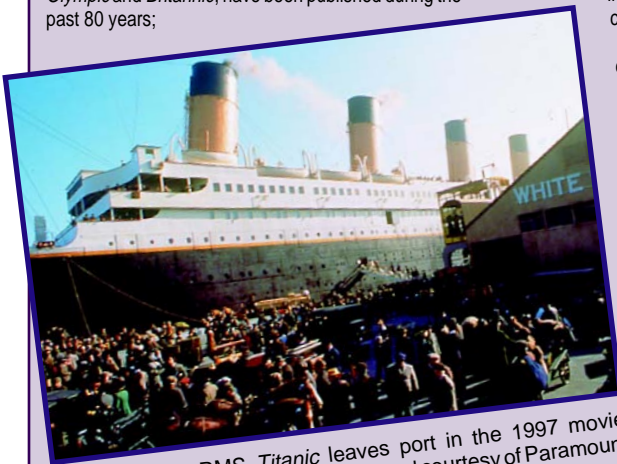 Olympic and Britannic, have been published during the
past 80 years;
WHITE
RMS Titanic leaves port in the 1997 movie
courtesy of Paramount